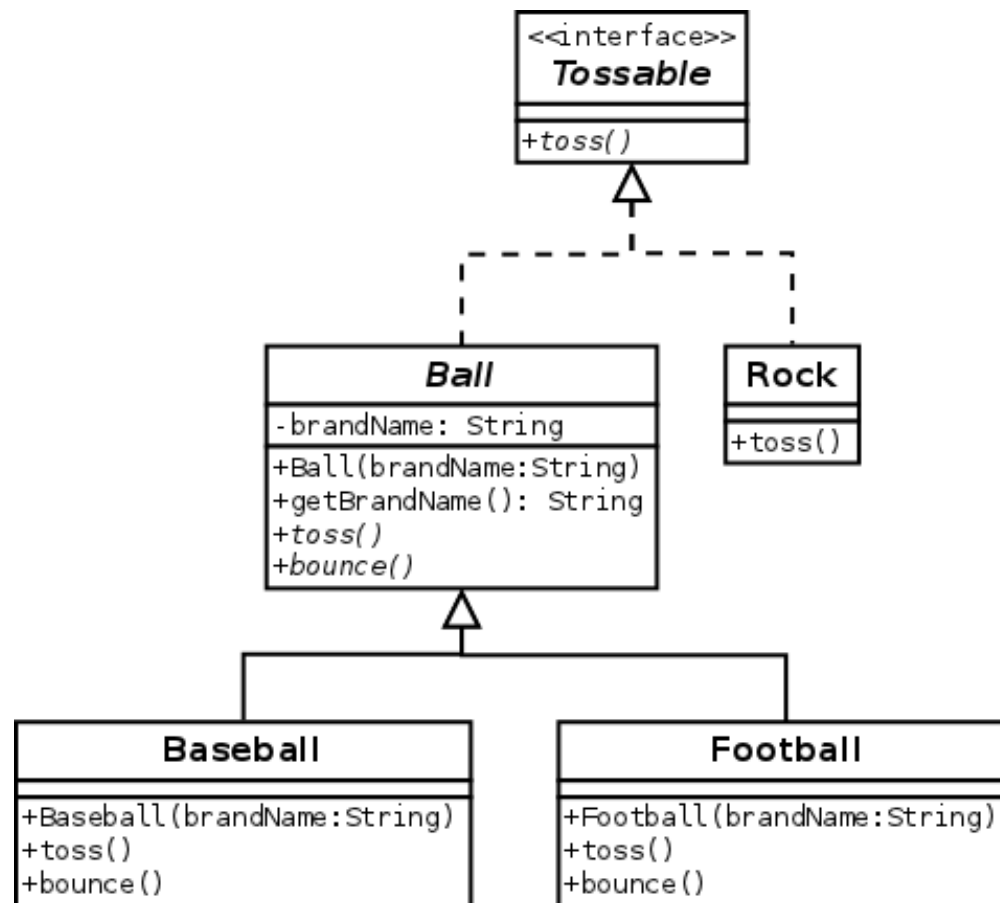 <<interface>>
Tossable
+toss()
Ball
-brandName: String
+Ball(brandName:String)
+getBrandName(): String
+toss()
+bounce()
Rock
+toss()
Baseball
+Baseball(brandName:String)
+toss()
+bounce()
Football
+Football(brandName:String)
+toss()
+bounce()